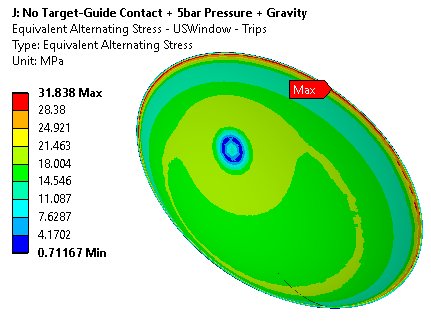 J: No Target-Guide Contact + 5bar Pressure + Gravity
Equivalent Alternating Stress - USWindow - Trips
Type: Equivalent Alternating Stress
Unit: MPa
31.838 Max
28.38
24.921
21.463
18.004
14.546
11.087
7.6287
4.1702
0.71167 Min
Max